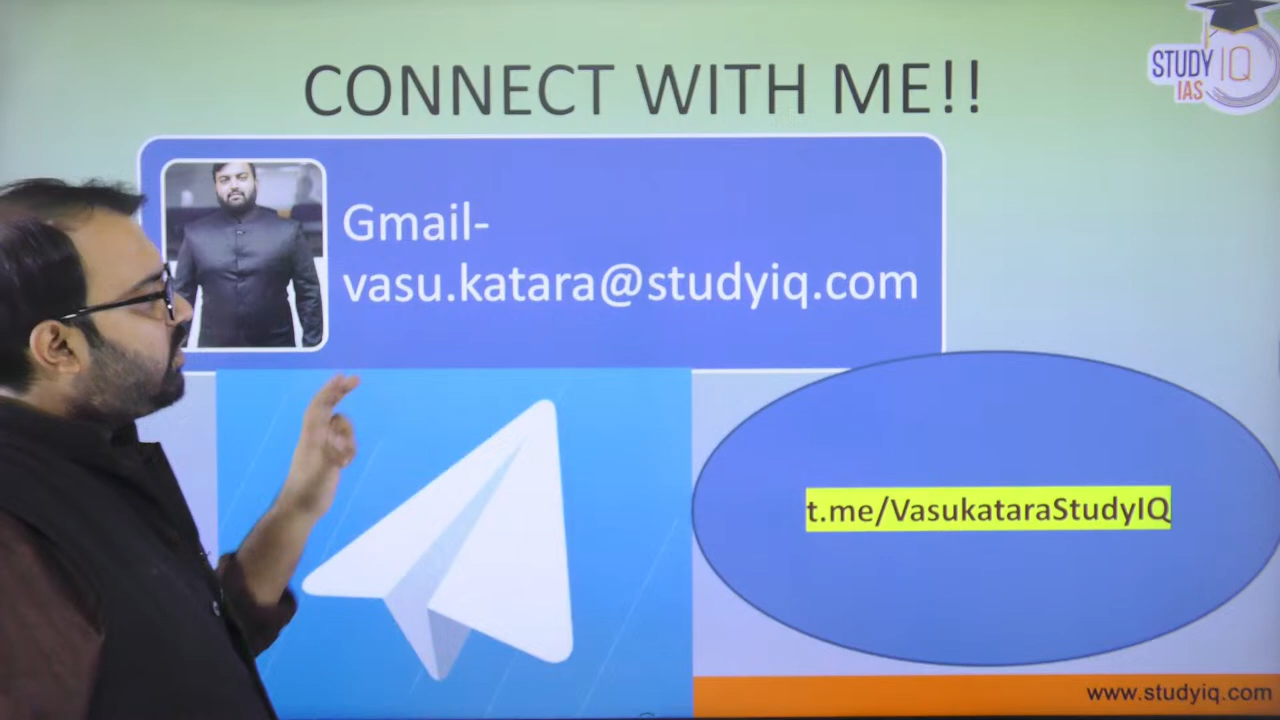 CONNECT WITH ME!!
STUDY IQ
IAS
Gmail-
vasu.katara@studyiq.com
t.me/VasukataraStudyIQ
www.studyiq.com